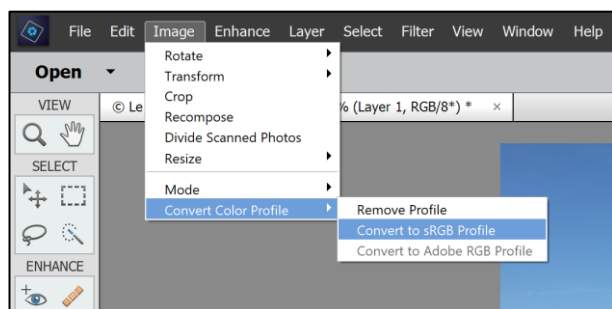 File Edit Image Enhance Layer Select Filter View Window Help
Open
© Le % (Layer 1, RGB/8*) * ×
VIEW
SELECT
ENHANCE
Rotate
Transform
Crop
Recompose
Divide Scanned Photos
Resize
Mode
Convert Color Profile
Remove Profile
Convert to sRGB Profile
Convert to Adobe RGB Profile